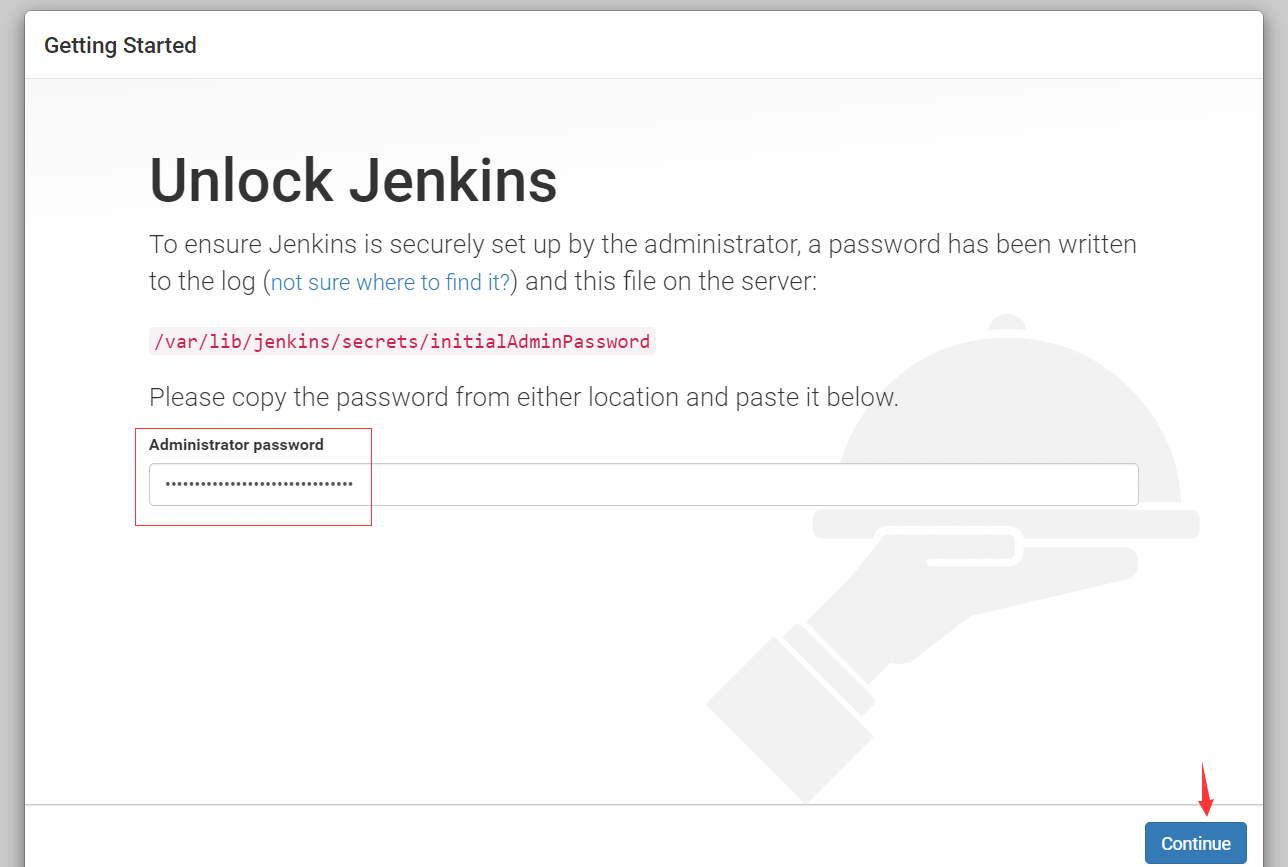 Getting Started
Unlock Jenkins
To ensure Jenkins is securely set up by the administrator, a password has been written
to the log (not sure where to find it?) and this file on the server:
/var/lib/jenkins/secrets/initialAdminPassword
Please copy the password from either location and paste it below.
Administrator password
Continue